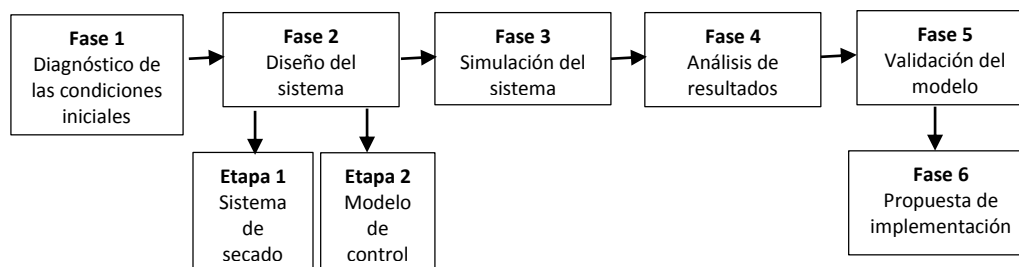 Fase 1
Diagnóstico de
las condiciones
iniciales
Fase 2
Diseño del
sistema
Fase 3
Simulación del
sistema
Fase 4
Análisis de
resultados
Fase 5
Validación del
modelo
Etapa 1
Sistema
de
secado
Etapa 2
Modelo
de
control
Fase 6
Propuesta de
implementación